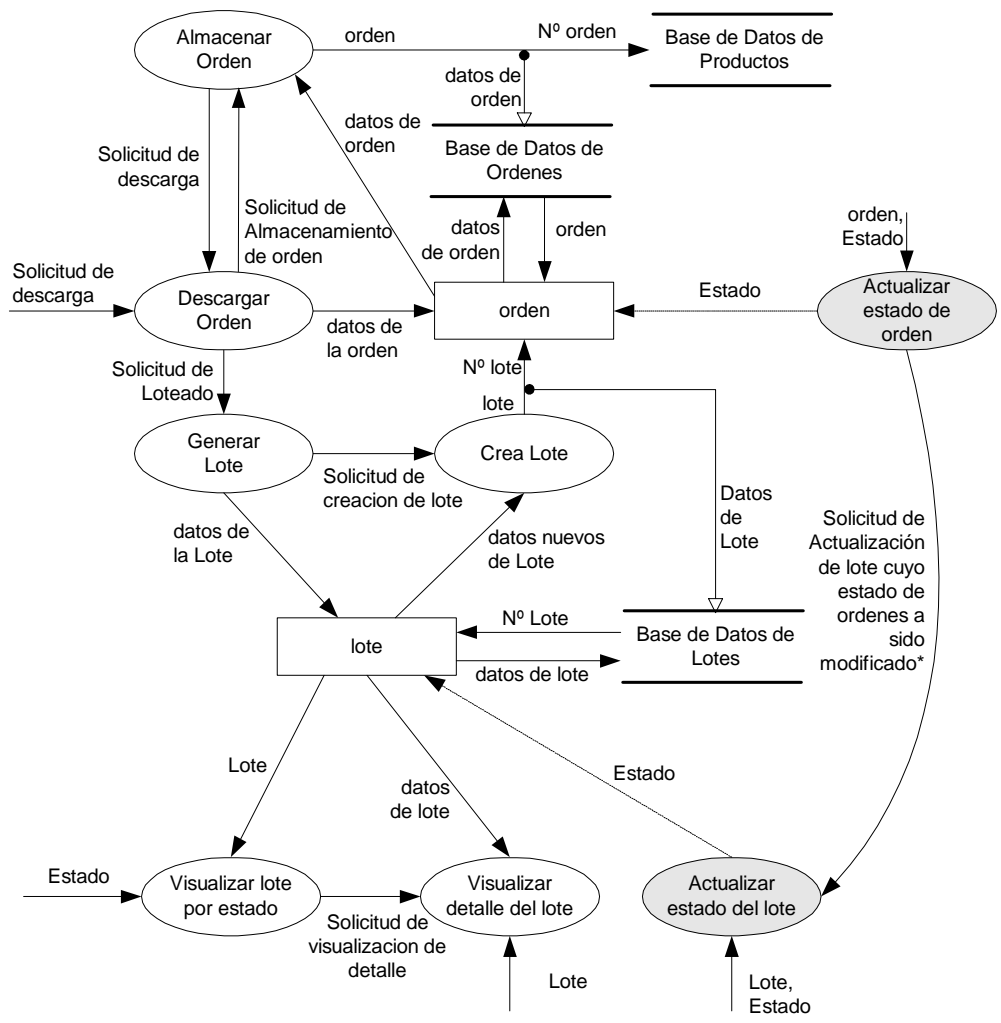 Almacenar
Orden
orden
Nº orden
Base de Datos de
Productos
datos de
orden
datos de
orden
Base de Datos de
Ordenes
Solicitud de
descarga
Solicitud de
Almacenamiento
de orden
datos
de orden
orden
orden,
Estado
Solicitud de
descarga
Descargar
Orden
datos de
la orden
orden
Estado
Actualizar
estado de
orden
Solicitud de
Loteado
Nº lote
lote
Generar
Lote
Solicitud de
creacion de lote
Crea Lote
Datos
de
Lote
Solicitud de
Actualización
de lote cuyo
estado de
ordenes a
sido
modificado*
datos de
la Lote
datos nuevos
de Lote
lote
Nº Lote
datos de lote
Base de Datos de
Lotes
Lote
datos
de lote
Estado
Estado
Visualizar lote
por estado
Solicitud de
visualizacion de
detalle
Visualizar
detalle del lote
Actualizar
estado del lote
Lote
Lote,
Estado